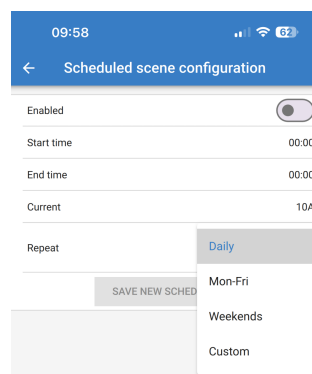 09:58
62
Scheduled scene configuration
Enabled
Start time 00:00
End time 00:00
Current 10A
Repeat
Daily
Mon-Fri
Weekends
Custom
SAVE NEW SCHED